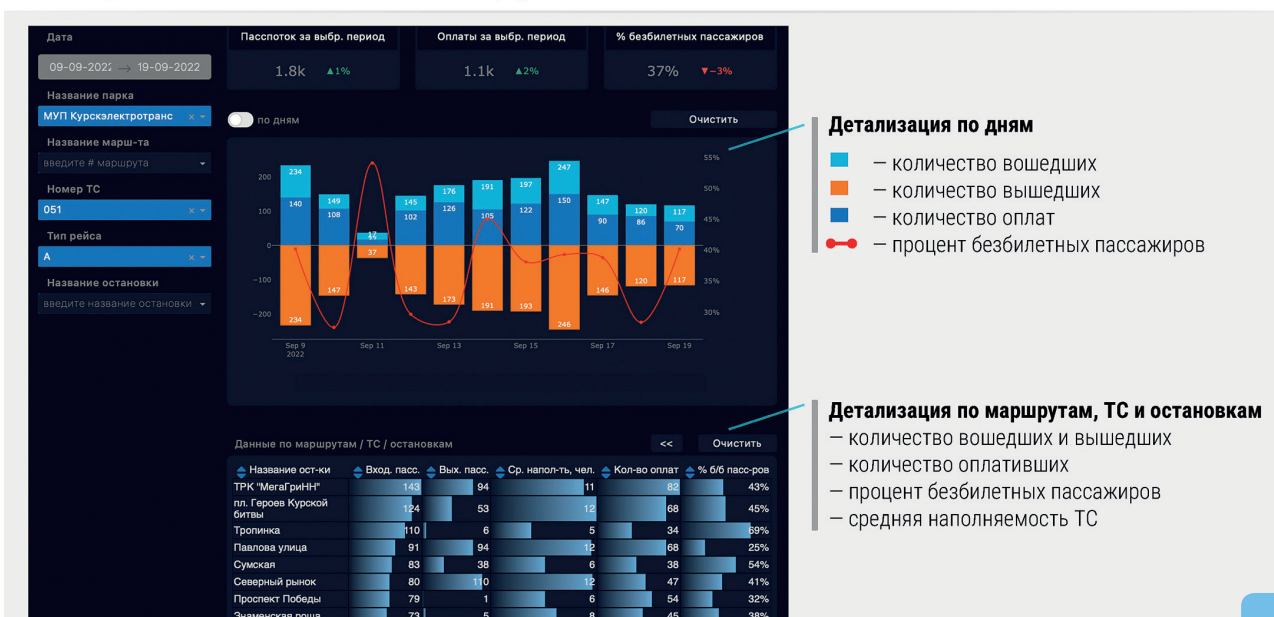 Дата
09-09-2022 → 19-09-2022
Название парка
МУП Курскэлектротранс
Название марш-та
введите # маршрута
Номер ТС
051
Тип рейса
А
Название остановки
введите название остановки
Пасспоток за выбр. период
1.8k ▲1%
Оплаты за выбр. период
1.1k ▲2%
% безбилетных пассажиров
37% ▼−3%
по дням
Очистить
200
100
0
−100
−200
55%
50%
45%
40%
35%
30%
234 149 145 176 191 197 247 147 120 117
140 108 17 102 126 105 122 150 90 86 70
234 147 37 143 173 191 193 246 146 120 117
Sep 9 Sep 11 Sep 13 Sep 15 Sep 17 Sep 19
2022
Данные по маршрутам / ТС / остановкам
<< Очистить
Название ост-ки Вход. пасс. Вых. пасс. Ср. напол-ть, чел. Кол-во оплат % б/б пасс-ров
ТРК "МегаГриНН" 143 94 11 82 43%
пл. Героев Курской
битвы 124 53 12 68 45%
Тропинка 110 6 5 34 69%
Павлова улица 91 94 12 68 25%
Сумская 83 38 6 38 54%
Северный рынок 80 110 12 47 41%
Проспект Победы 79 1 6 54 32%
Знаменская роща 73 5 8 45 38%
Детализация по дням
— количество вошедших
— количество вышедших
— количество оплат
— процент безбилетных пассажиров
Детализация по маршрутам, ТС и остановкам
— количество вошедших и вышедших
— количество оплативших
— процент безбилетных пассажиров
— средняя наполняемость ТС